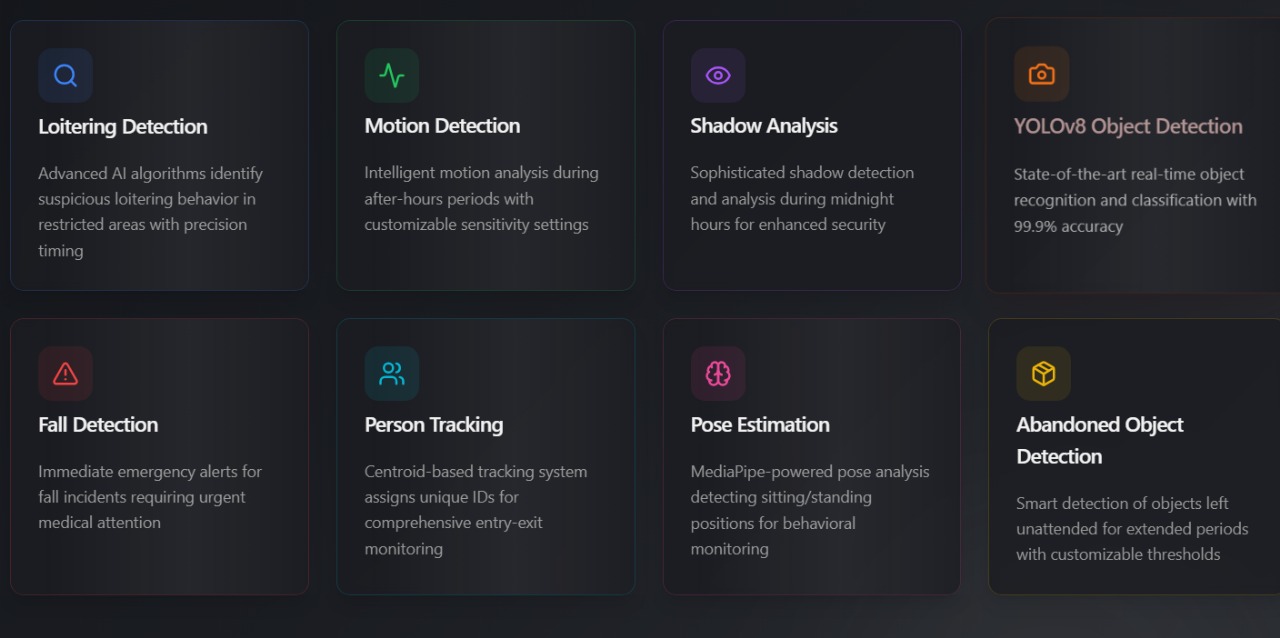 Loitering Detection
Advanced AI algorithms identify
suspicious loitering behavior in
restricted areas with precision
timing
Motion Detection
Intelligent motion analysis during
after-hours periods with
customizable sensitivity settings
Shadow Analysis
Sophisticated shadow detection
and analysis during midnight
hours for enhanced security
YOLOv8 Object Detection
State-of-the-art real-time object
recognition and classification with
99.9% accuracy
Fall Detection
Immediate emergency alerts for
fall incidents requiring urgent
medical attention
Person Tracking
Centroid-based tracking system
assigns unique IDs for
comprehensive entry-exit
monitoring
Pose Estimation
MediaPipe-powered pose analysis
detecting sitting/standing
positions for behavioral
monitoring
Abandoned Object
Detection
Smart detection of objects left
unattended for extended periods
with customizable thresholds